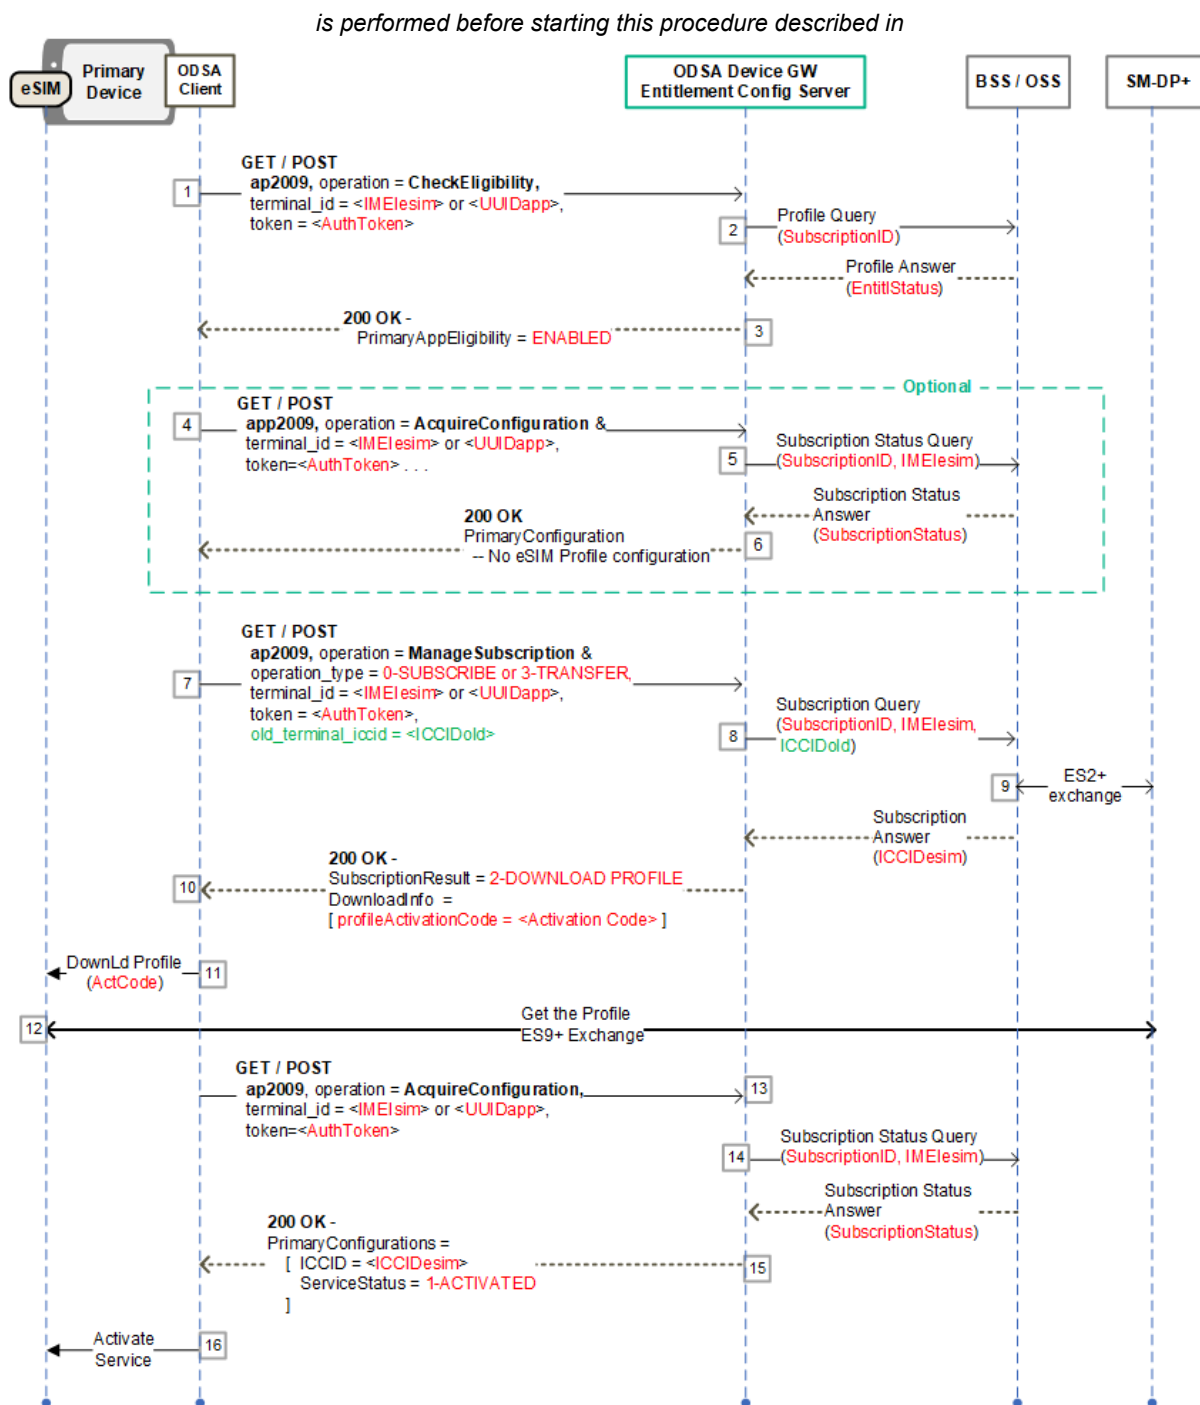 is performed before starting this procedure described in
eSIM
Primary
Device
ODSA
Client
ODSA Device GW
Entitlement Config Server
BSS / OSS
SM-DP+
GET / POST
ap2009, operation = CheckEligibility,
terminal_id = <IMEIesim> or <UUIDapp>,
token = <AuthToken>
1
2
Profile Query
(SubscriptionID)
Profile Answer
(EntitlStatus)
200 OK -
PrimaryAppEligibility = ENABLED
3
Optional
GET / POST
4
app2009, operation = AcquireConfiguration &
terminal_id = <IMEIesim> or <UUIDapp>,
token=<AuthToken> . . .
5
Subscription Status Query
(SubscriptionID, IMEIesim)
Subscription Status
Answer
(SubscriptionStatus)
200 OK
PrimaryConfiguration
-- No eSIM Profile configuration
6
GET / POST
ap2009, operation = ManageSubscription &
7
operation_type = 0-SUBSCRIBE or 3-TRANSFER,
terminal_id = <IMEIesim> or <UUIDapp>,
token = <AuthToken>,
old_terminal_iccid = <ICCIDold>
8
Subscription Query
(SubscriptionID, IMEIesim,
ICCIDold)
9
ES2+
exchange
Subscription
Answer
(ICCIDesim)
200 OK -
10
SubscriptionResult = 2-DOWNLOAD PROFILE
DownloadInfo =
[ profileActivationCode = <Activation Code> ]
DownLd Profile
(ActCode)
11
12
Get the Profile
ES9+ Exchange
GET / POST
ap2009, operation = AcquireConfiguration,
terminal_id = <IMEIsim> or <UUIDapp>,
token=<AuthToken>
13
14
Subscription Status Query
(SubscriptionID, IMEIesim)
Subscription Status
Answer
(SubscriptionStatus)
200 OK -
PrimaryConfigurations =
[ ICCID = <ICCIDesim>
ServiceStatus = 1-ACTIVATED
]
15
Activate
Service
16